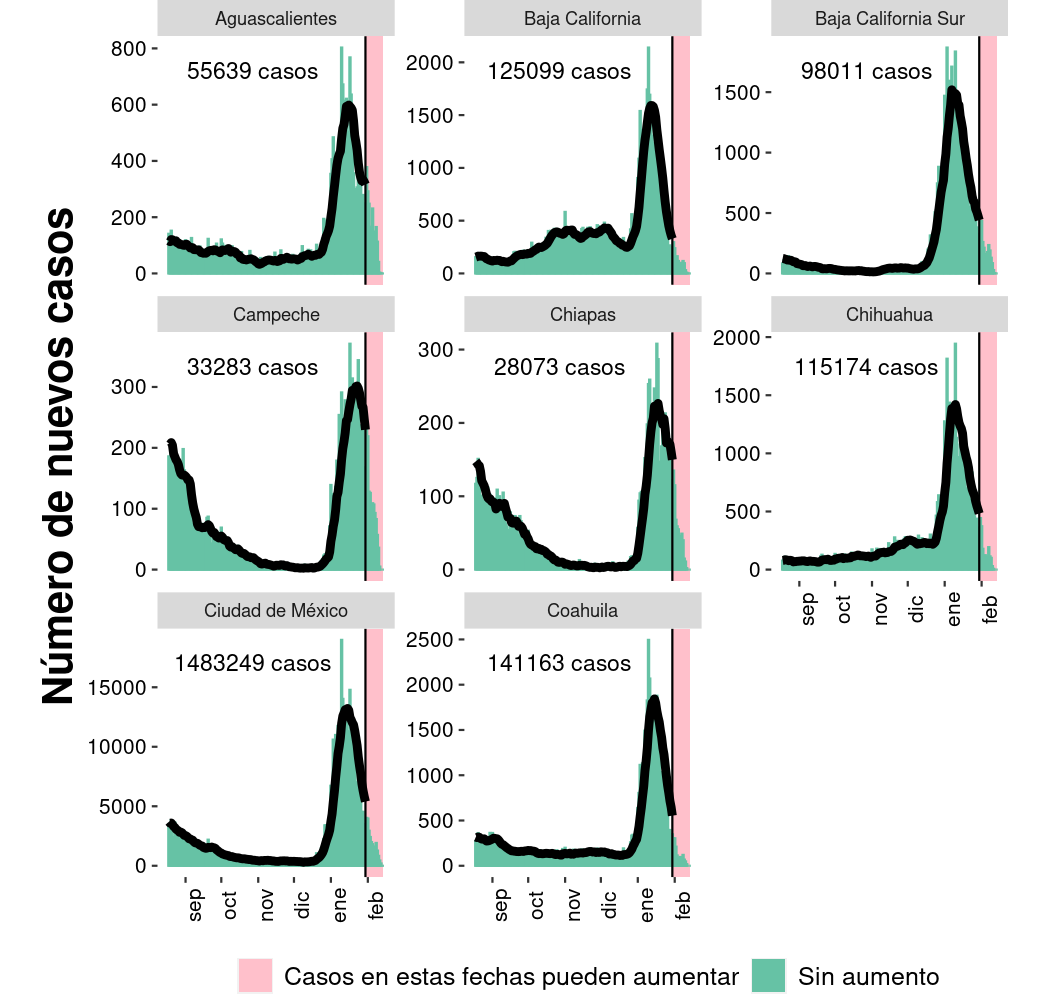 Número de nuevos casos
Aguascalientes
55639 casos
800
600
400
200
0
Baja California
125099 casos
2000
1500
1000
500
0
Baja California Sur
98011 casos
1500
1000
500
0
Campeche
33283 casos
300
200
100
0
Chiapas
28073 casos
300
200
100
0
Chihuahua
115174 casos
2000
1500
1000
500
0
sep oct nov dic ene feb
Ciudad de México
1483249 casos
15000
10000
5000
0
sep oct nov dic ene feb
Coahuila
141163 casos
2500
2000
1500
1000
500
0
sep oct nov dic ene feb
Casos en estas fechas pueden aumentar
Sin aumento